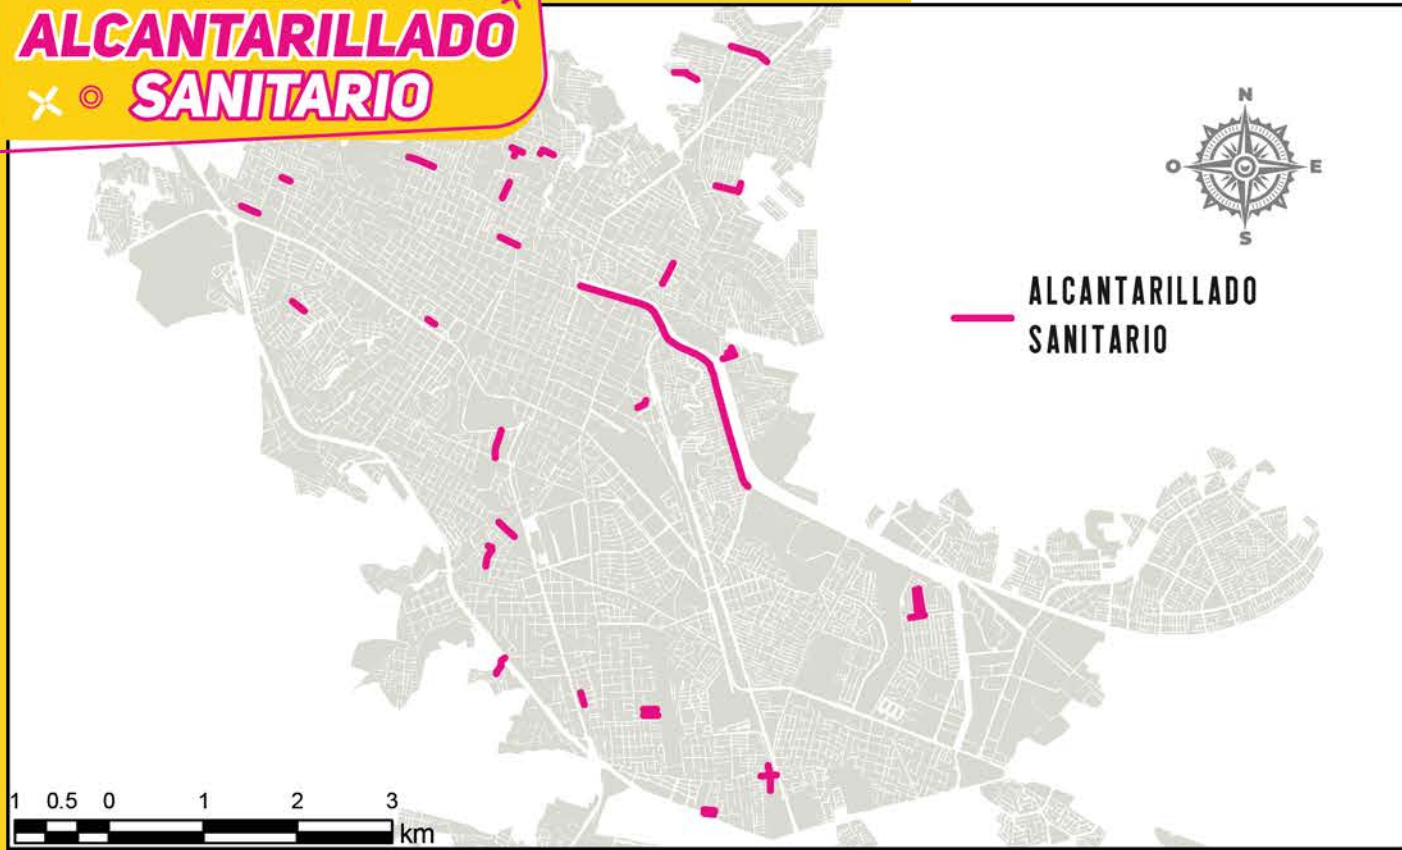 ALCANTARILLADO
SANITARIO
N
O E
S
ALCANTARILLADO
SANITARIO
1 0.5 0 1 2 3
km